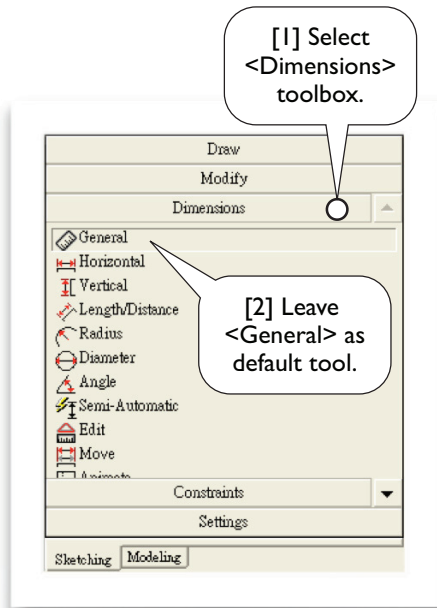 [1] Select
<Dimensions>
toolbox.
Draw
Modify
Dimensions
General
Horizontal
Vertical
Length/Distance
Radius
Diameter
Angle
Semi-Automatic
Edit
Move
Animate
[2] Leave
<General> as
default tool.
Constraints
Settings
Sketching Modeling